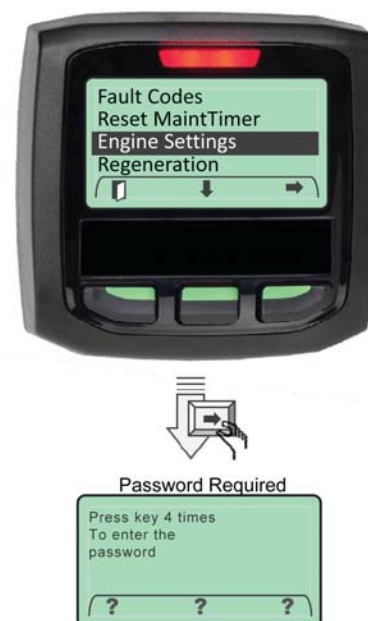 Fault Codes
Reset MaintTimer
Engine Settings
Regeneration
Password Required
Press key 4 times
To enter the
password
? ? ?